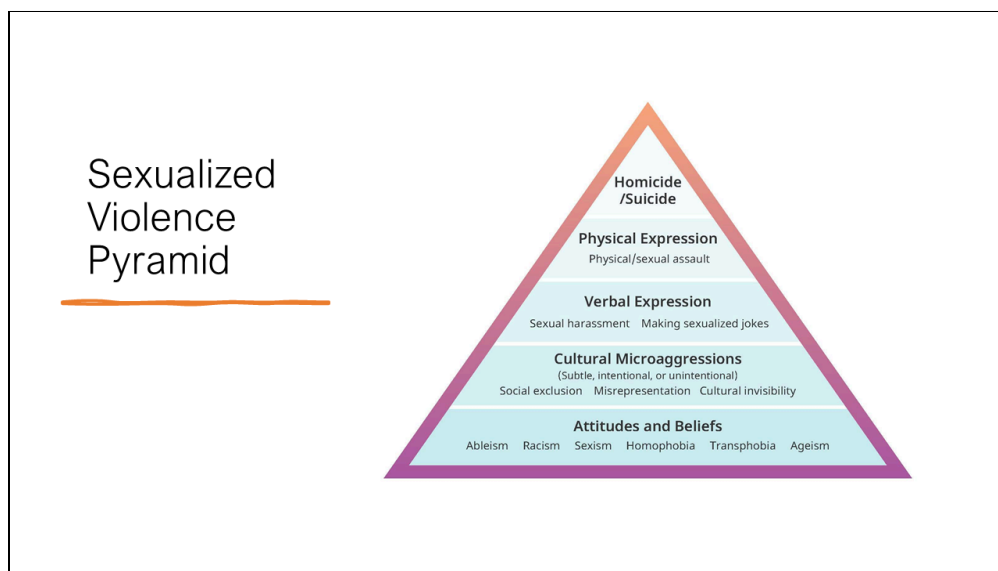 Sexualized
Violence
Pyramid
Homicide
/Suicide
Physical Expression
Physical/sexual assault
Verbal Expression
Sexual harassment Making sexualized jokes
Cultural Microaggressions
(Subtle, intentional, or unintentional)
Social exclusion Misrepresentation Cultural invisibility
Attitudes and Beliefs
Ableism Racism Sexism Homophobia Transphobia Ageism